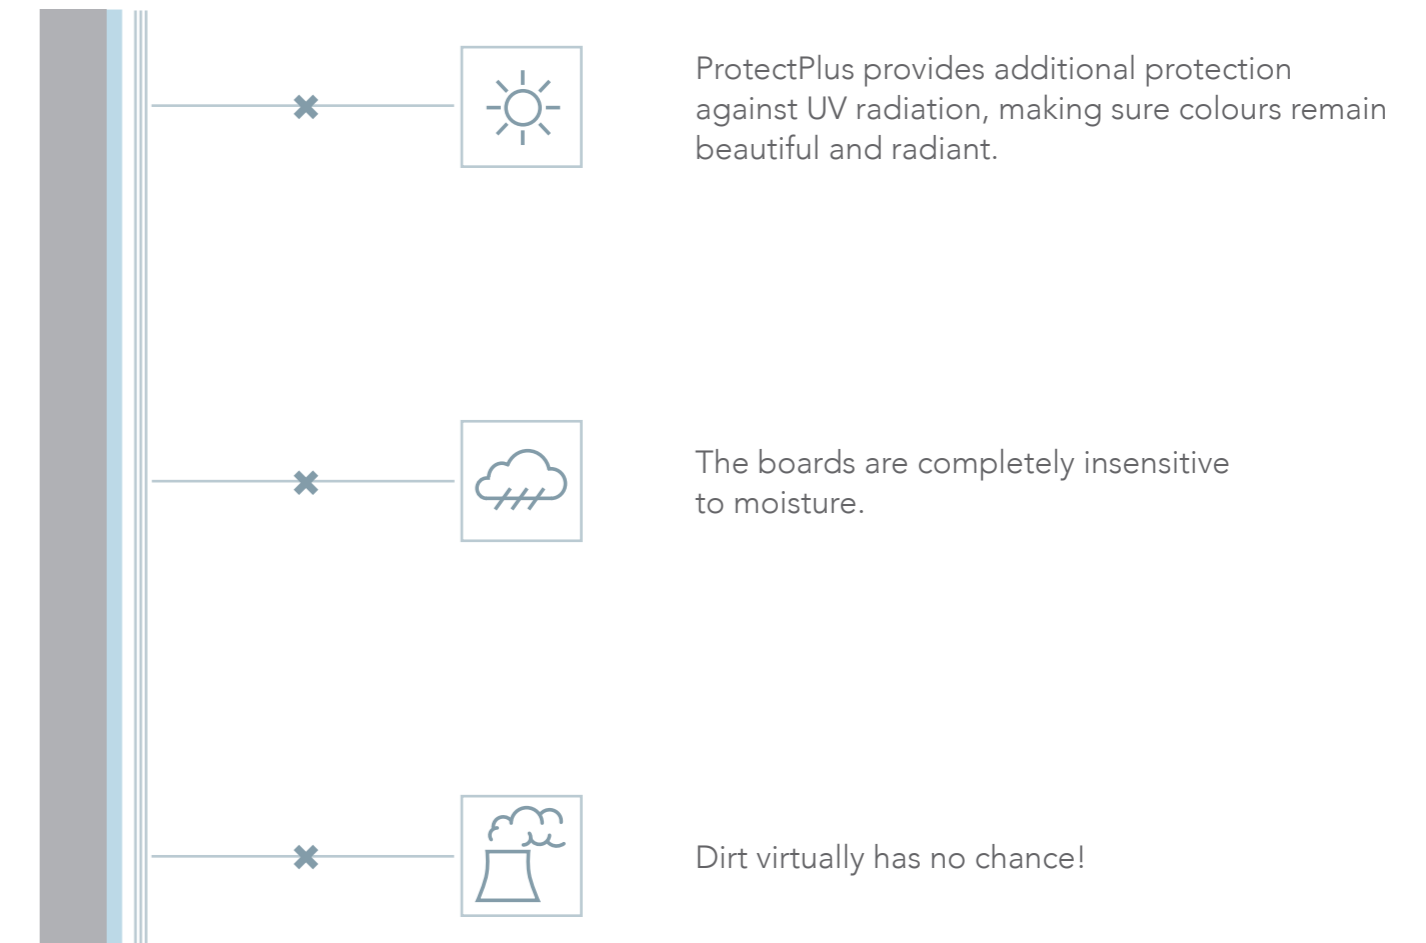 ProtectPlus provides additional protection
against UV radiation, making sure colours remain
beautiful and radiant.
The boards are completely insensitive
to moisture.
Dirt virtually has no chance!